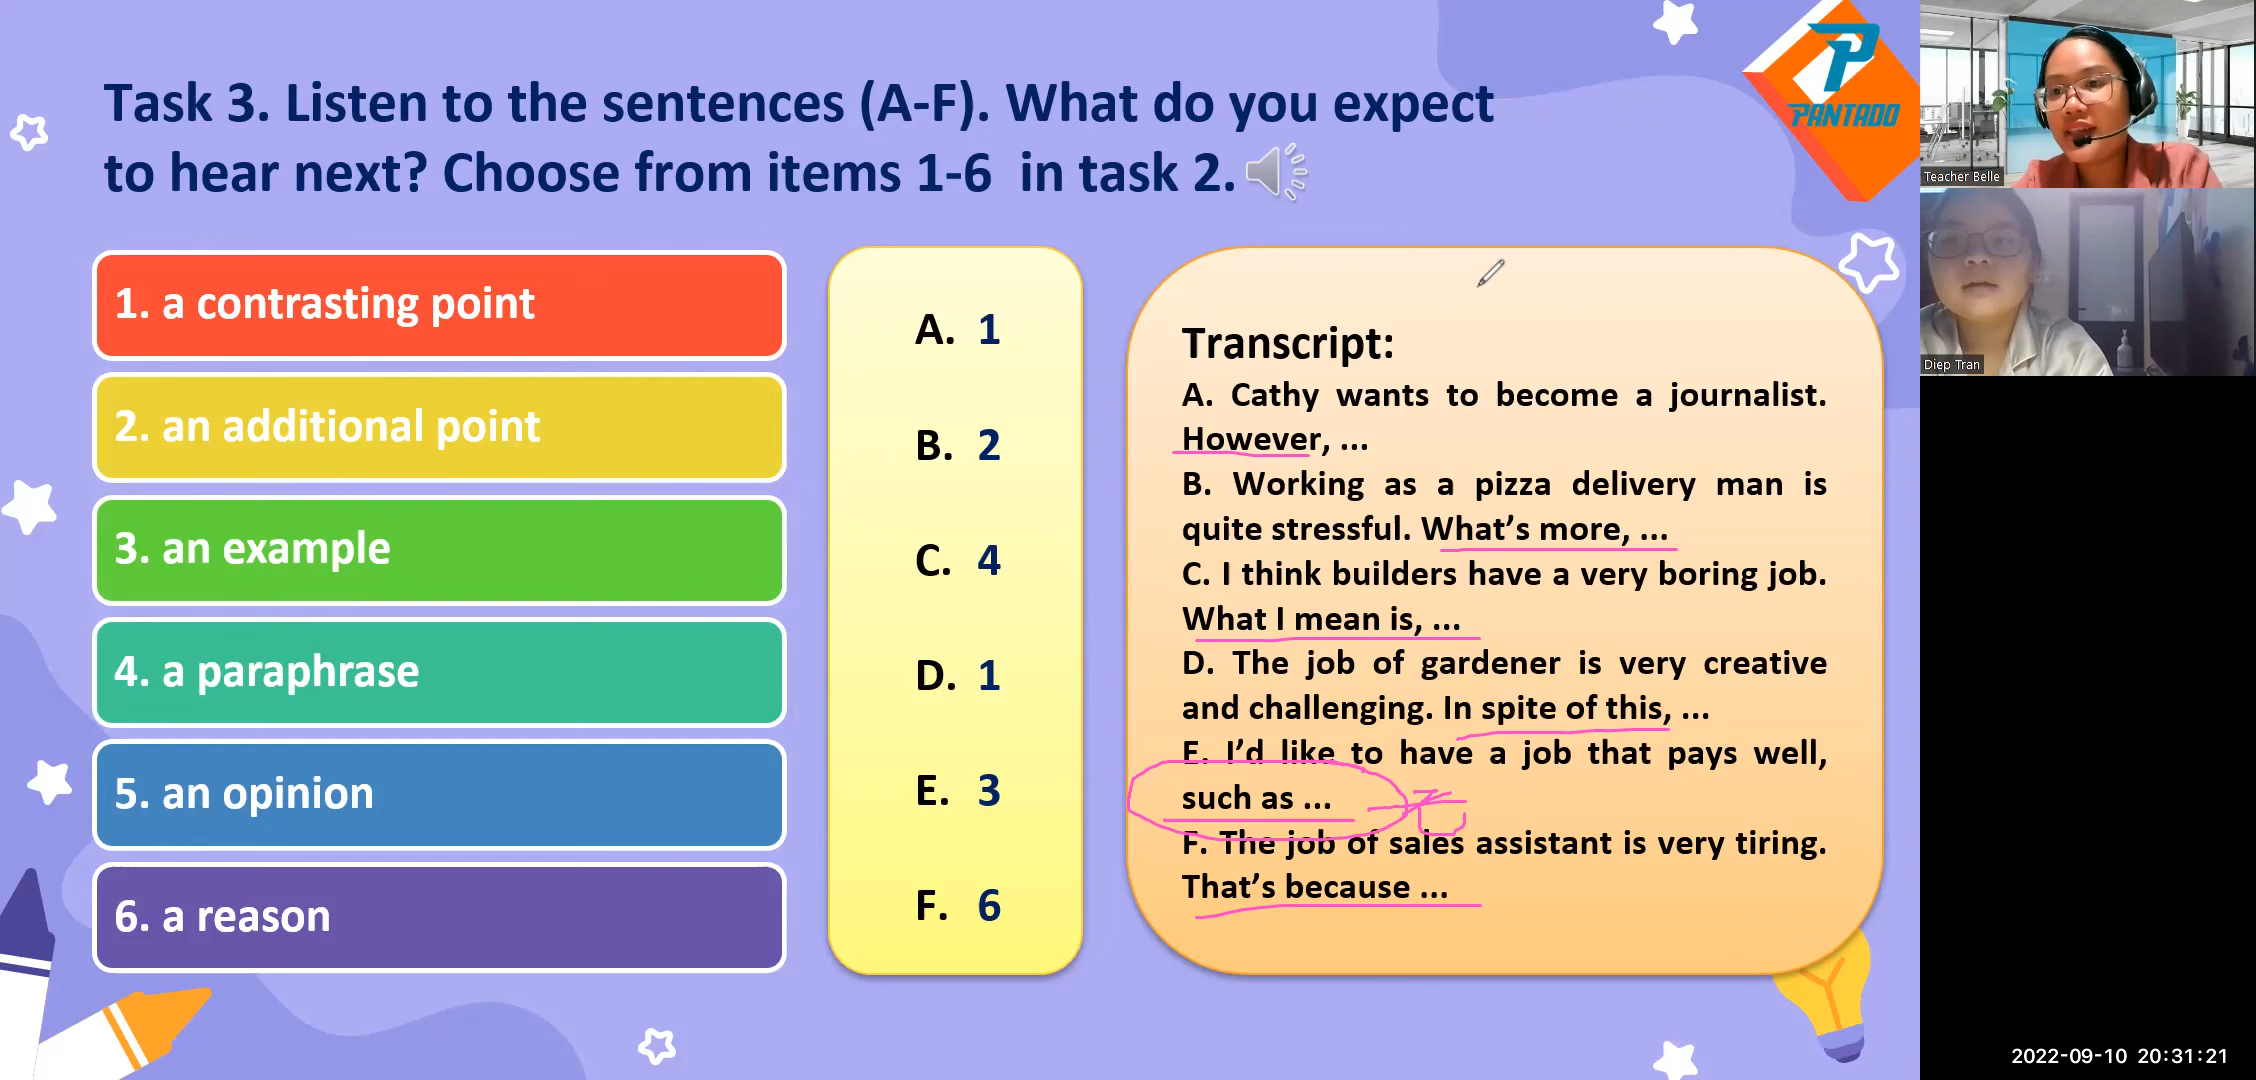 Task 3. Listen to the sentences (A-F). What do you expect
to hear next? Choose from items 1-6 in task 2.
PANTADO
1. a contrasting point
2. an additional point
3. an example
4. a paraphrase
5. an opinion
6. a reason
A. 1
B. 2
C. 4
D. 1
E. 3
F. 6
Transcript:
A. Cathy wants to become a journalist.
However, ...
B. Working as a pizza delivery man is
quite stressful. What's more, ...
C. I think builders have a very boring job.
What I mean is, ...
D. The job of gardener is very creative
and challenging. In spite of this, ...
E. I'd like to have a job that pays well,
such as ...
F. The job of sales assistant is very tiring.
That's because ...
Teacher Belle
Diep Tran
2022-09-10 20:31:21